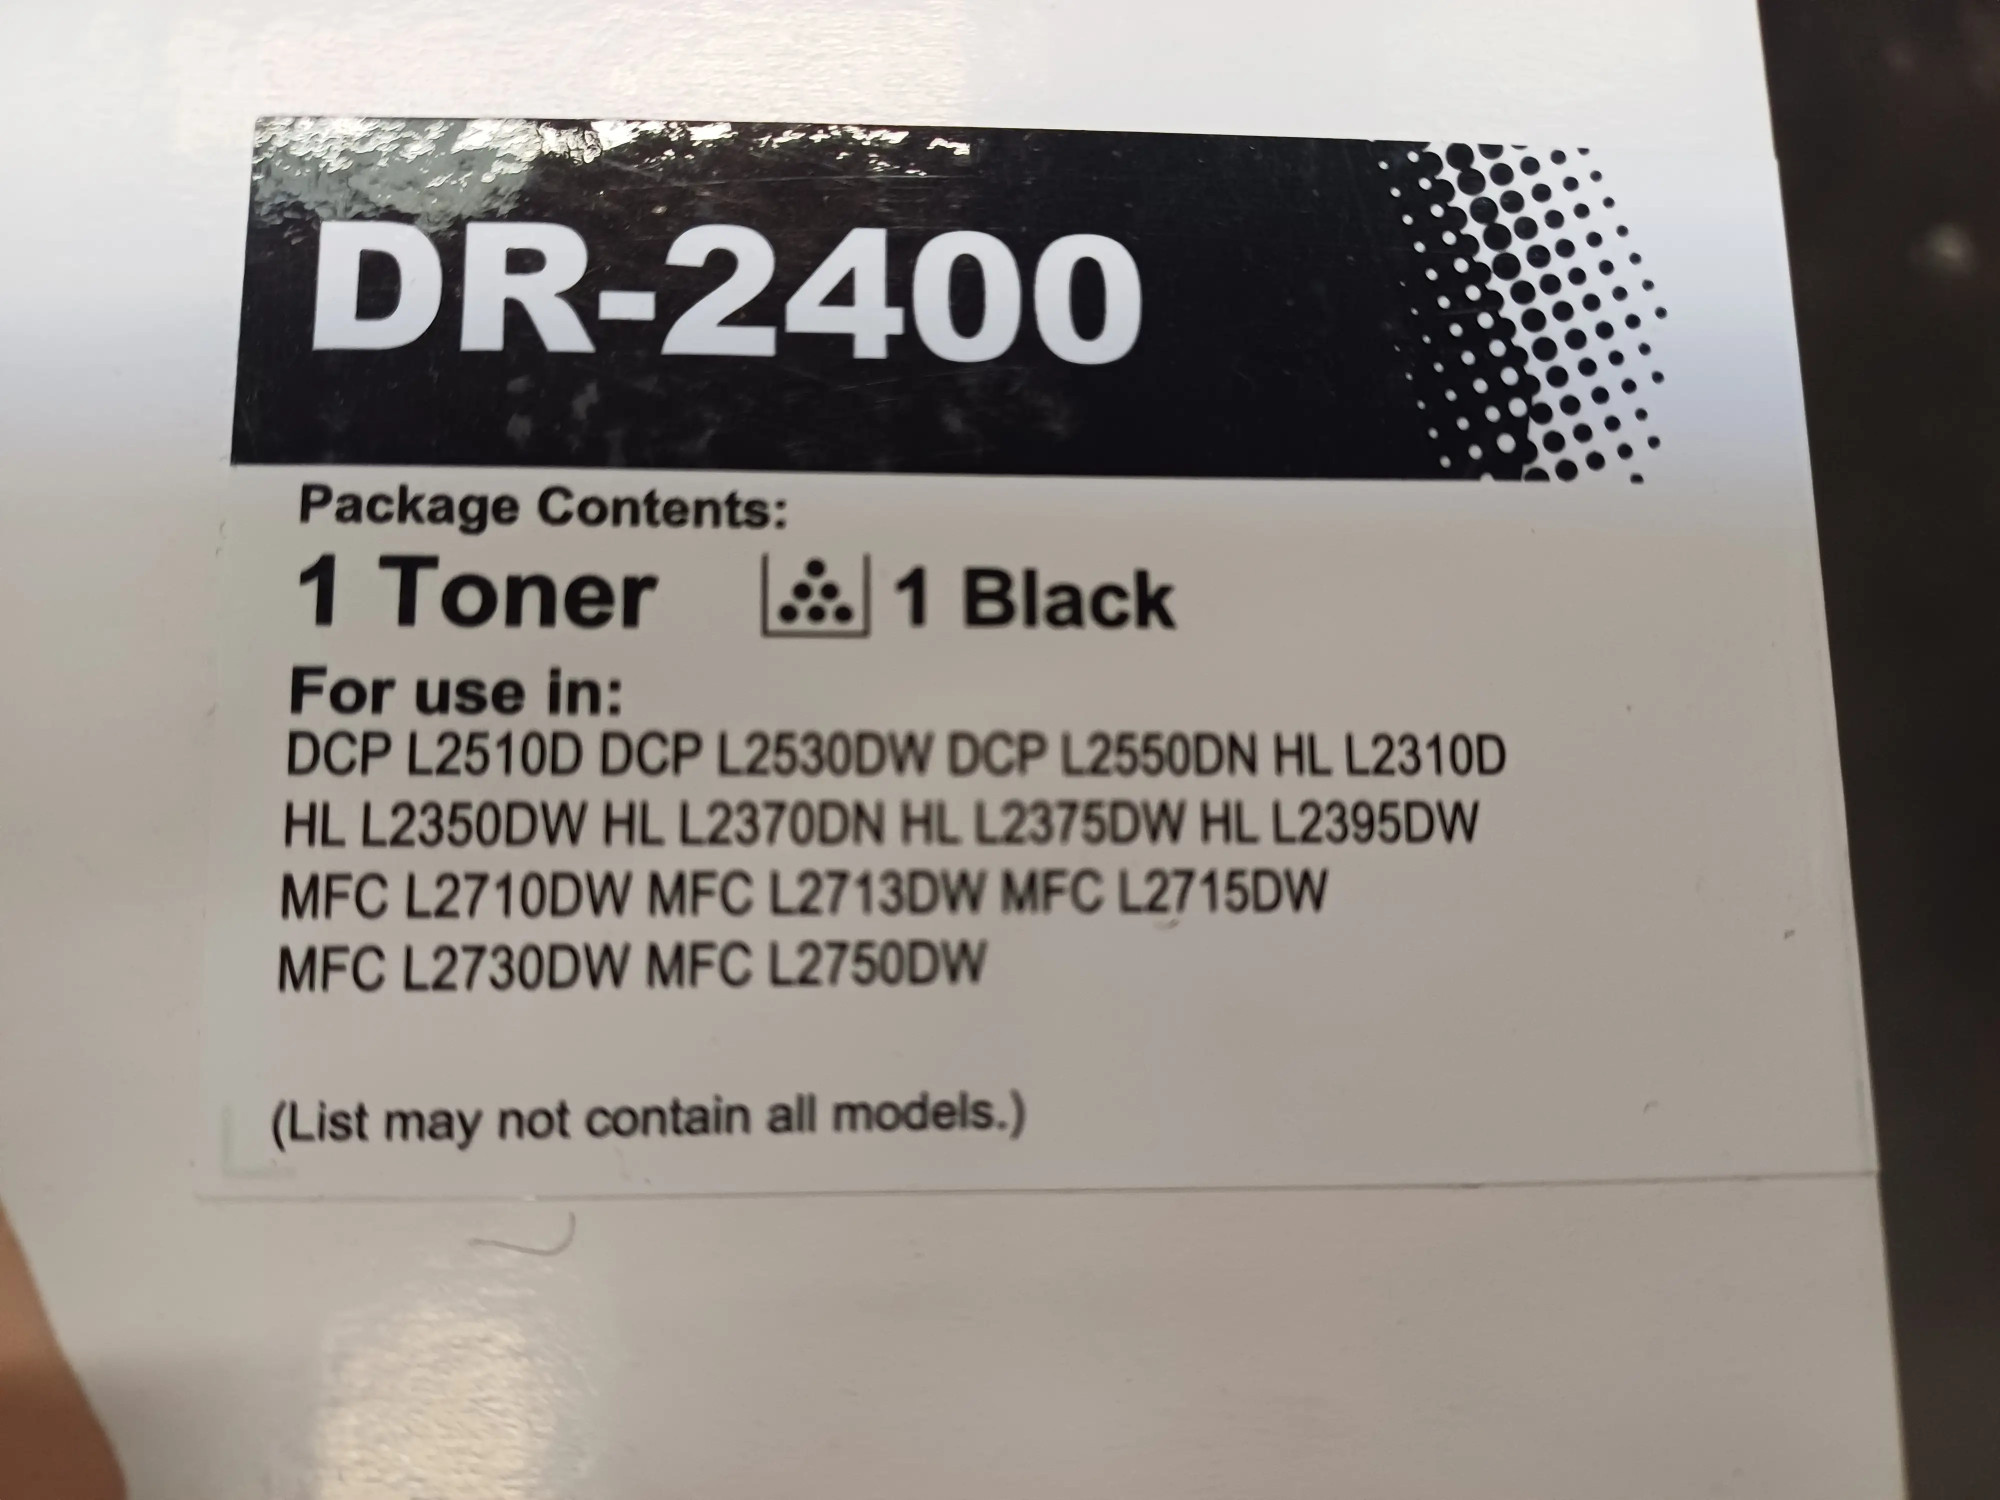 DR-2400
Package Contents:
1 Toner 1 Black
For use in:
DCP L2510D DCP L2530DW DCP L2550DN HL L2310D
HL L2350DW HL L2370DN HL L2375DW HL L2395DW
MFC L2710DW MFC L2713DW MFC L2715DW
MFC L2730DW MFC L2750DW
(List may not contain all models.)